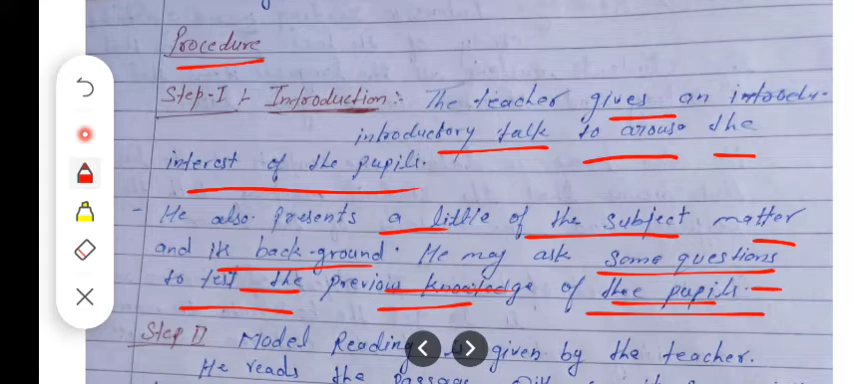 Procedure
Step-I :- Introduction :- The teacher gives an introdu-
introductory talk to arouse the
interest of the pupils.
- He also presents a little of the subject matter
and its back-ground. He may ask some questions
to test the previous knowledge of the pupils.
Step II Model Reading is given by the teacher.
He reads the passage